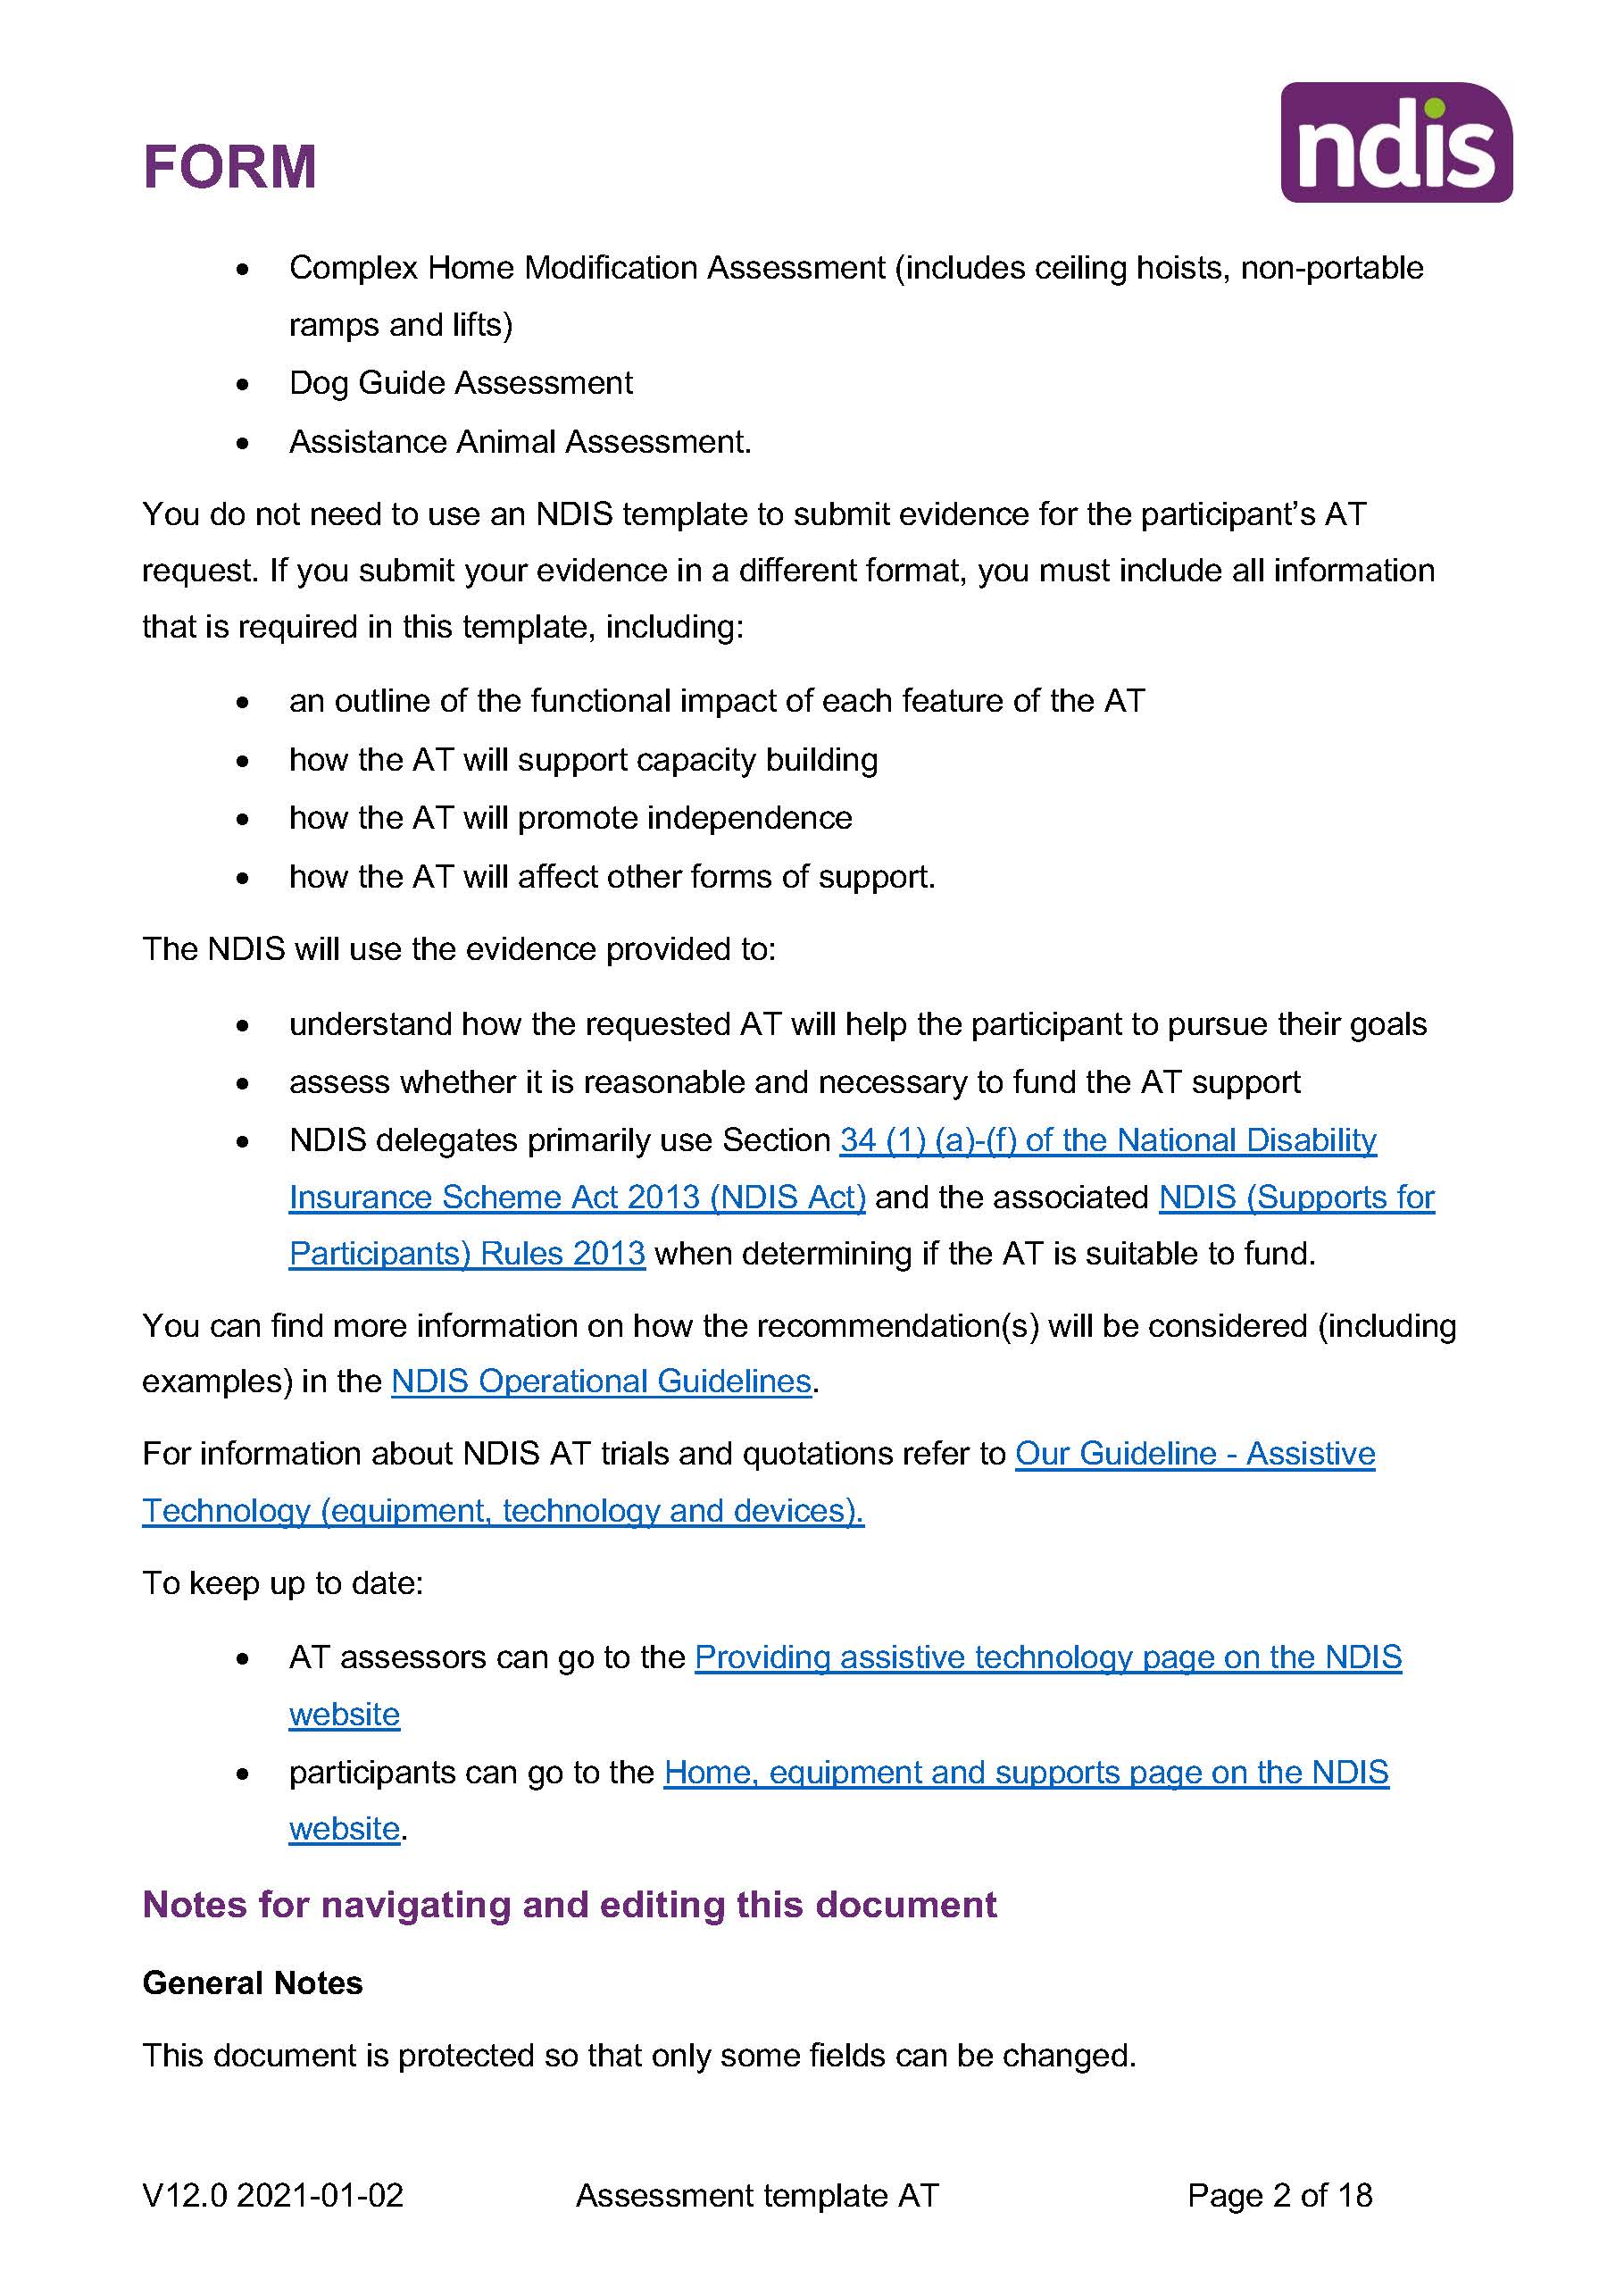 FORM
ndis
• Complex Home Modification Assessment (includes ceiling hoists, non-portable
ramps and lifts)
• Dog Guide Assessment
• Assistance Animal Assessment.
You do not need to use an NDIS template to submit evidence for the participant’s AT
request. If you submit your evidence in a different format, you must include all information
that is required in this template, including:
• an outline of the functional impact of each feature of the AT
• how the AT will support capacity building
• how the AT will promote independence
• how the AT will affect other forms of support.
The NDIS will use the evidence provided to:
• understand how the requested AT will help the participant to pursue their goals
• assess whether it is reasonable and necessary to fund the AT support
• NDIS delegates primarily use Section 34 (1) (a)-(f) of the National Disability
Insurance Scheme Act 2013 (NDIS Act) and the associated NDIS (Supports for
Participants) Rules 2013 when determining if the AT is suitable to fund.
You can find more information on how the recommendation(s) will be considered (including
examples) in the NDIS Operational Guidelines.
For information about NDIS AT trials and quotations refer to Our Guideline - Assistive
Technology (equipment, technology and devices).
To keep up to date:
• AT assessors can go to the Providing assistive technology page on the NDIS
website
• participants can go to the Home, equipment and supports page on the NDIS
website.
Notes for navigating and editing this document
General Notes
This document is protected so that only some fields can be changed.
V12.0 2021-01-02 Assessment template AT Page 2 of 18